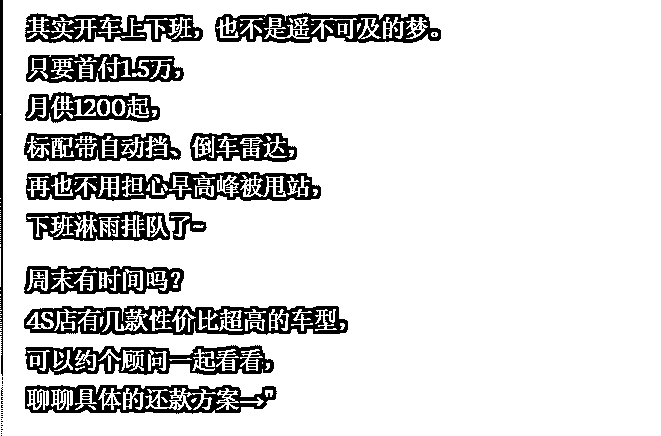 其实开车上下班，也不是遥不可及的梦。
只要首付1.5万，
月供1200起，
标配带自动挡、倒车雷达，
再也不用担心早高峰被甩站，
下班淋雨排队了~
周末有时间吗？
4S店有几款性价比超高的车型，
可以约个顾问一起看看，
聊聊具体的还款方案→"